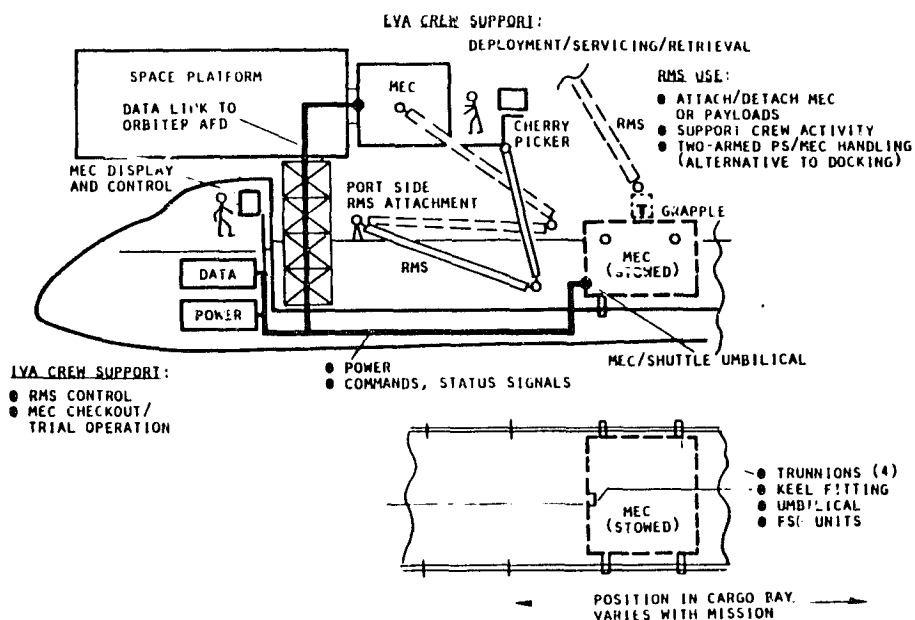 EVA CREW SUPPORT:
DEPLOYMENT/SERVICING/RETRIEVAL
SPACE PLATFORM
DATA LINK TO
ORBITER AFD
MEC
CHERRY
PICKER
RMS
RMS USE:
● ATTACH/DETACH MEC
OR PAYLOADS
● SUPPORT CREW ACTIVITY
● TWO-ARMED PS/MEC HANDLING
(ALTERNATIVE TO DOCKING)
MEC DISPLAY
AND CONTROL
PORT SIDE
RMS ATTACHMENT
GRAPPLE
RMS
MEC
(STOWED)
DATA
POWER
MEC/SHUTTLE UMBILICAL
● POWER
● COMMANDS, STATUS SIGNALS
IVA CREW SUPPORT:
● RMS CONTROL
● MEC CHECKOUT/
TRIAL OPERATION
MEC
(STOWED)
● TRUNNIONS (4)
● KEEL FITTING
● UMBILICAL
● UNITS
POSITION IN CARGO BAY
VARIES WITH MISSION